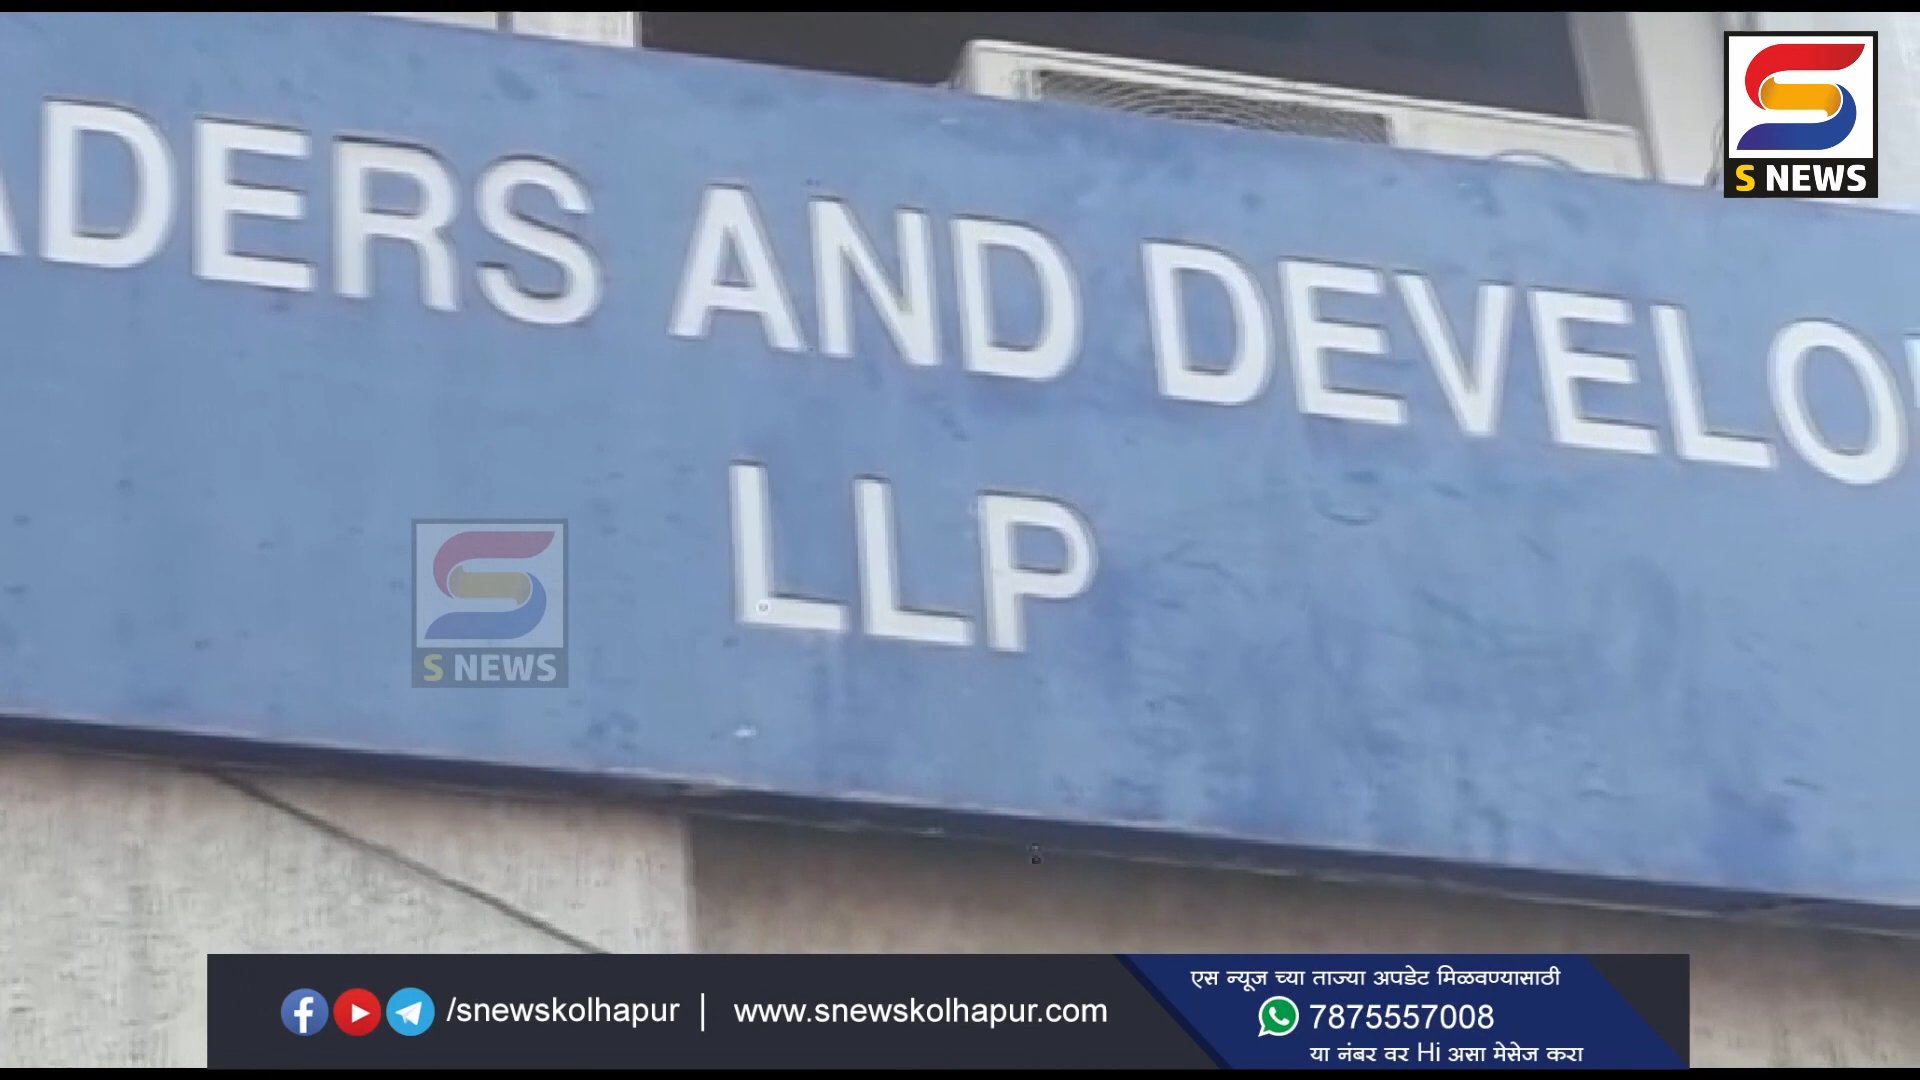 S NEWS
ADERS AND DEVELO
LLP
S NEWS
/snewskolhapur | www.snewskolhapur.com
एस न्यूज च्या ताज्या अपडेट मिळवण्यासाठी
7875557008
या नंबर वर Hi असा मेसेज करा